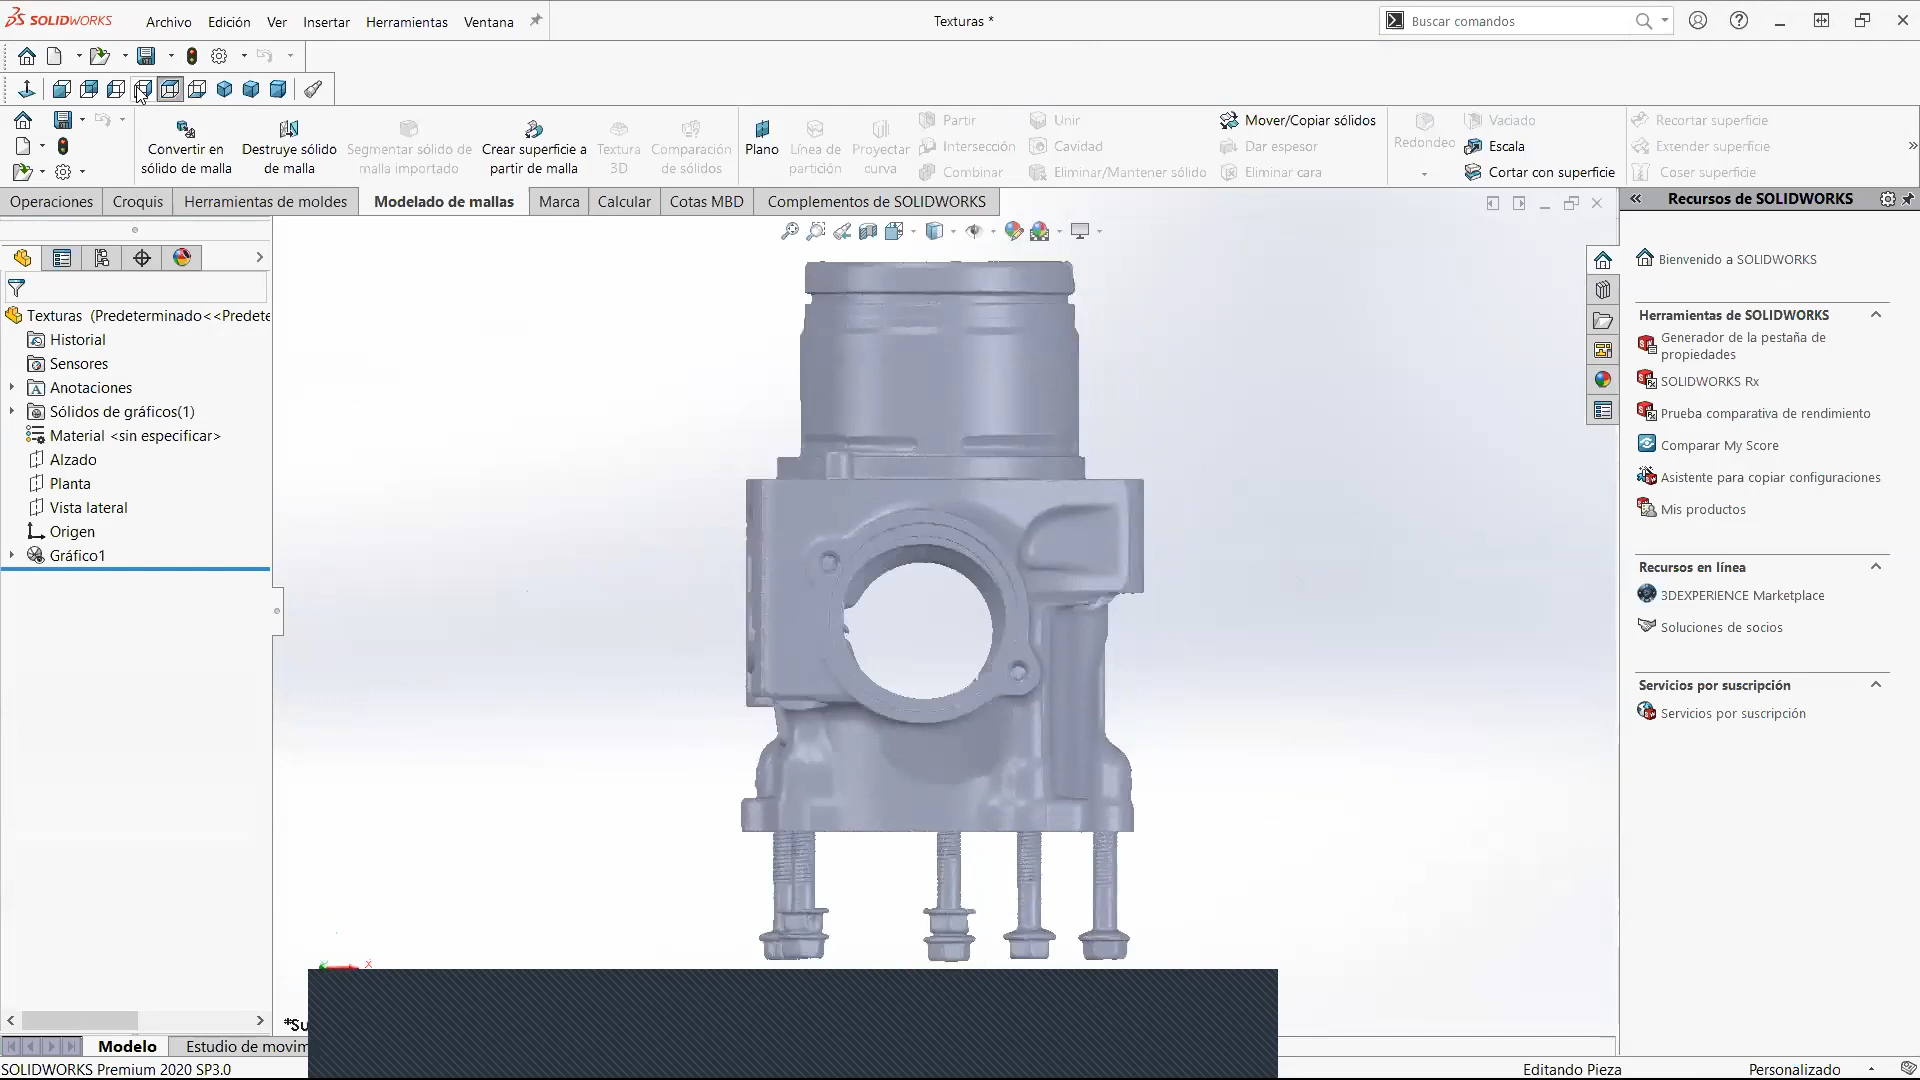 SOLIDWORKS
Archivo Edición Ver Insertar Herramientas Ventana
Texturas *
Buscar comandos
Convertir en sólido de malla
Destruye sólido de malla
Segmentar sólido de malla importado
Crear superficie a partir de malla
Textura 3D
Comparación de sólidos
Plano
Línea de partición
Proyectar curva
Partir
Intersección
Combinar
Unir
Cavidad
Eliminar/Mantener sólido
Mover/Copiar sólidos
Dar espesor
Eliminar cara
Redondeo
Vaciado
Escala
Cortar con superficie
Recortar superficie
Extender superficie
Coser superficie
Operaciones Croquis Herramientas de moldes Modelado de mallas Marca Calcular Cotas MBD Complementos de SOLIDWORKS
Texturas (Predeterminado<<Predete
Historial
Sensores
Anotaciones
Sólidos de gráficos(1)
Material <sin especificar>
Alzado
Planta
Vista lateral
Origen
Gráfico1
X
*Su
Recursos de SOLIDWORKS
Bienvenido a SOLIDWORKS
Herramientas de SOLIDWORKS
Generador de la pestaña de
propiedades
SOLIDWORKS Rx
Prueba comparativa de rendimiento
Comparar My Score
Asistente para copiar configuraciones
Mis productos
Recursos en línea
3DEXPERIENCE Marketplace
Soluciones de socios
Servicios por suscripción
Servicios por suscripción
Modelo Estudio de movim
SOLIDWORKS Premium 2020 SP3.0
Editando Pieza
Personalizado